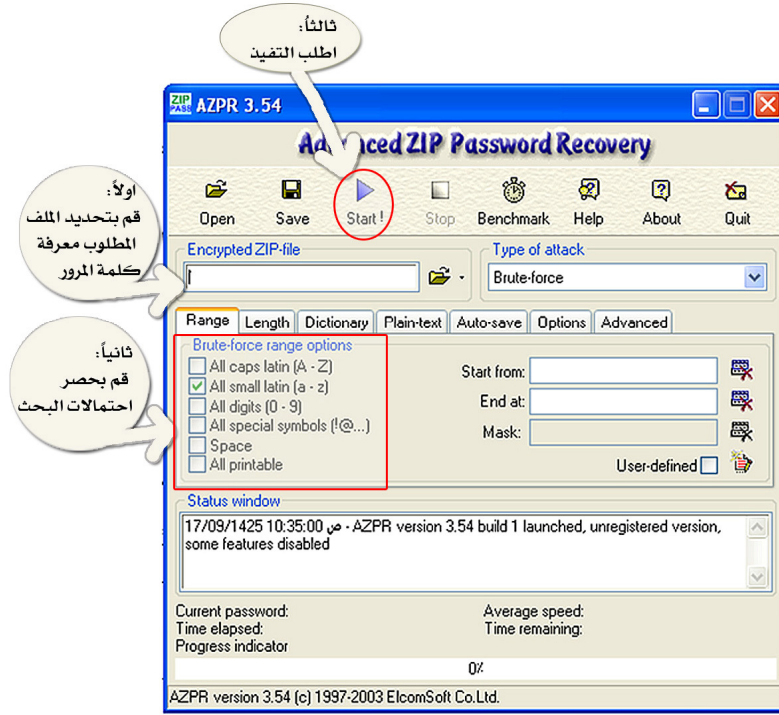 ثالثاً:
اطلب التفيذ
ZIP PASS AZPR 3.54
Advanced ZIP Password Recovery
Open Save Start ! Stop Benchmark Help About Quit
اولاً:
قم بتحديد الملف
المطلوب معرفة
كلمة المرور
Encrypted ZIP-file
Type of attack
Brute-force
Range Length Dictionary Plain-text Auto-save Options Advanced
ثانياً:
قم بحصر
احتمالات البحث
Brute-force range options
All caps latin (A - Z)
All small latin (a - z)
All digits (0 - 9)
All special symbols (!@...)
Space
All printable
Start from:
End at:
Mask:
User-defined
Status window
17/09/1425 10:35:00 ص - AZPR version 3.54 build 1 launched, unregistered version,
some features disabled
Current password: Average speed:
Time elapsed: Time remaining:
Progress indicator
0%
AZPR version 3.54 (c) 1997-2003 ElcomSoft Co.Ltd.